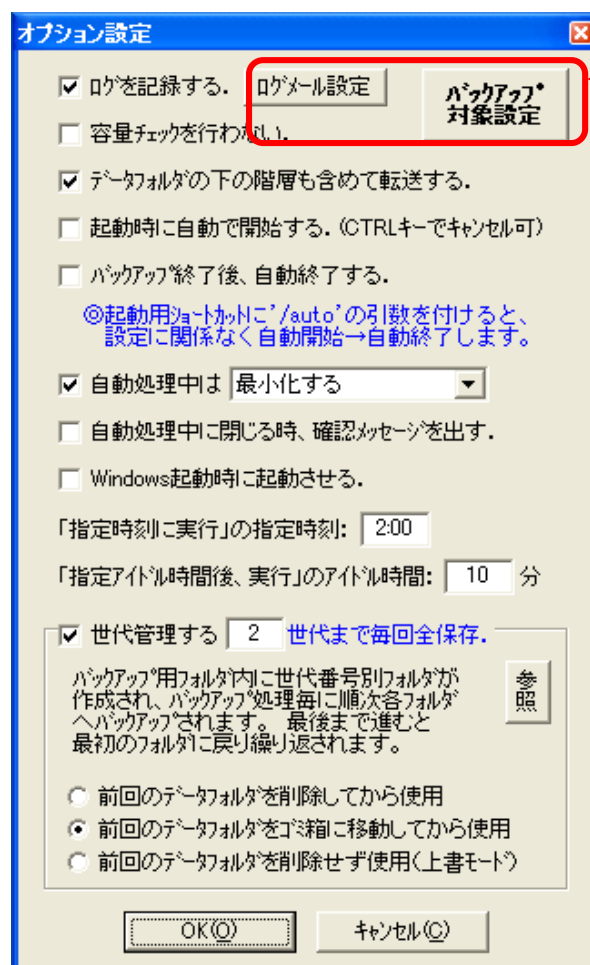 オプション設定
ログを記録する. ログメール設定 バックアップ
対象設定
容量チェックを行わない.
データフォルダの下の階層も含めて転送する.
起動時に自動で開始する.(CTRLキーでキャンセル可)
バックアップ終了後、自動終了する.
◎起動用ショートカットに'/auto'の引数を付けると、
設定に関係なく自動開始→自動終了します。
自動処理中は 最小化する
自動処理中に閉じる時、確認メッセージを出す.
Windows起動時に起動させる.
「指定時刻に実行」の指定時刻: 2:00
「指定アイドル時間後、実行」のアイドル時間: 10 分
世代管理する 2 世代まで毎回全保存.
バックアップ用フォルダ内に世代番号別フォルダが
作成され、バックアップ処理毎に順次各フォルダ
へバックアップされます。 最後まで進むと
最初のフォルダに戻り繰り返されます。
参照
前回のデータフォルダを削除してから使用
前回のデータフォルダをゴミ箱に移動してから使用
前回のデータフォルダを削除せず使用(上書モード)
OK(O) キャンセル(C)